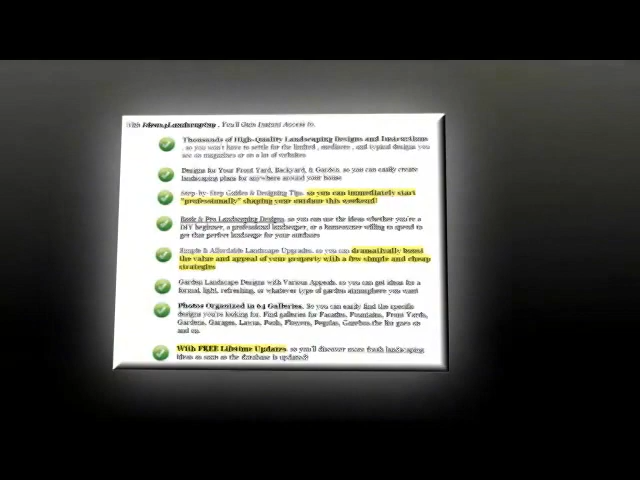 With Ideas4Landscaping , You'll Gain Instant Access to.
Thousands of High-Quality Landscaping Designs and Instructions
, so you won't have to settle for the limited , mediocre , and typical designs you
see on magazines or on a lot of websites
Designs for Your Front Yard, Backyard, & Garden, so you can easily create
landscaping plans for anywhere around your home
Step-by-Step Guides & Designing Tips, so you can immediately start
"professionally" shaping your outdoor this weekend!
Basic & Pro Landscaping Designs, so you can use the ideas whether you're a
DIY beginner, a professional landscaper, or a homeowner willing to spend to
get that perfect landscape for your outdoors
Simple & Affordable Landscape Upgrades, so you can dramatically boost
the value and appeal of your property with a few simple and cheap
strategies
Garden Landscape Designs with Various Appeals, so you can get ideas for a
formal, light, refreshing, or whatever type of garden atmosphere you want
Photos Organized in 64 Galleries. So you can easily find the specific
designs you're looking for. Find galleries for Facades, Fountains, Front Yards,
Gardens, Garages, Lawns, Pools, Flowers, Pegolas, Gazebos the list goes on
and on.
With FREE Lifetime Updates, so you'll discover more fresh landscaping
ideas as soon as the database is updated!